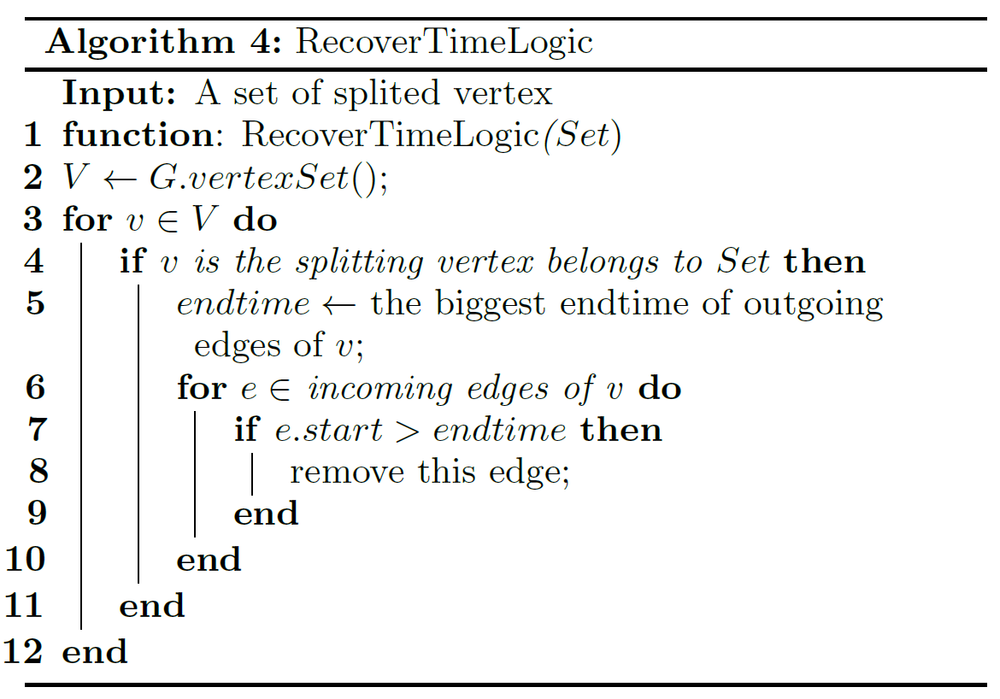 Algorithm 4: RecoverTimeLogic
Input: A set of splited vertex
1 function: RecoverTimeLogic(Set)
2 V ← G.vertexSet();
3 for v ∈ V do
4 if v is the splitting vertex belongs to Set then
5 endtime ← the biggest endtime of outgoing
edges of v;
6 for e ∈ incoming edges of v do
7 if e.start > endtime then
8 remove this edge;
9 end
10 end
11 end
12 end